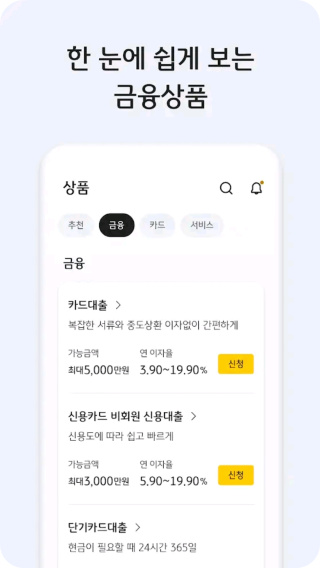 한 눈에 쉽게 보는
금융상품
상품
추천 금융 카드 서비스
금융
카드대출
복잡한 서류와 중도상환 이자없이 간편하게
가능금액 연 이자율
최대5,000만원 3.90~19.90% 신청
신용카드 비회원 신용대출
신용도에 따라 쉽고 빠르게
가능금액 연 이자율
최대3,000만원 5.90~19.90% 신청
단기카드대출
현금이 필요할 때 24시간 365일